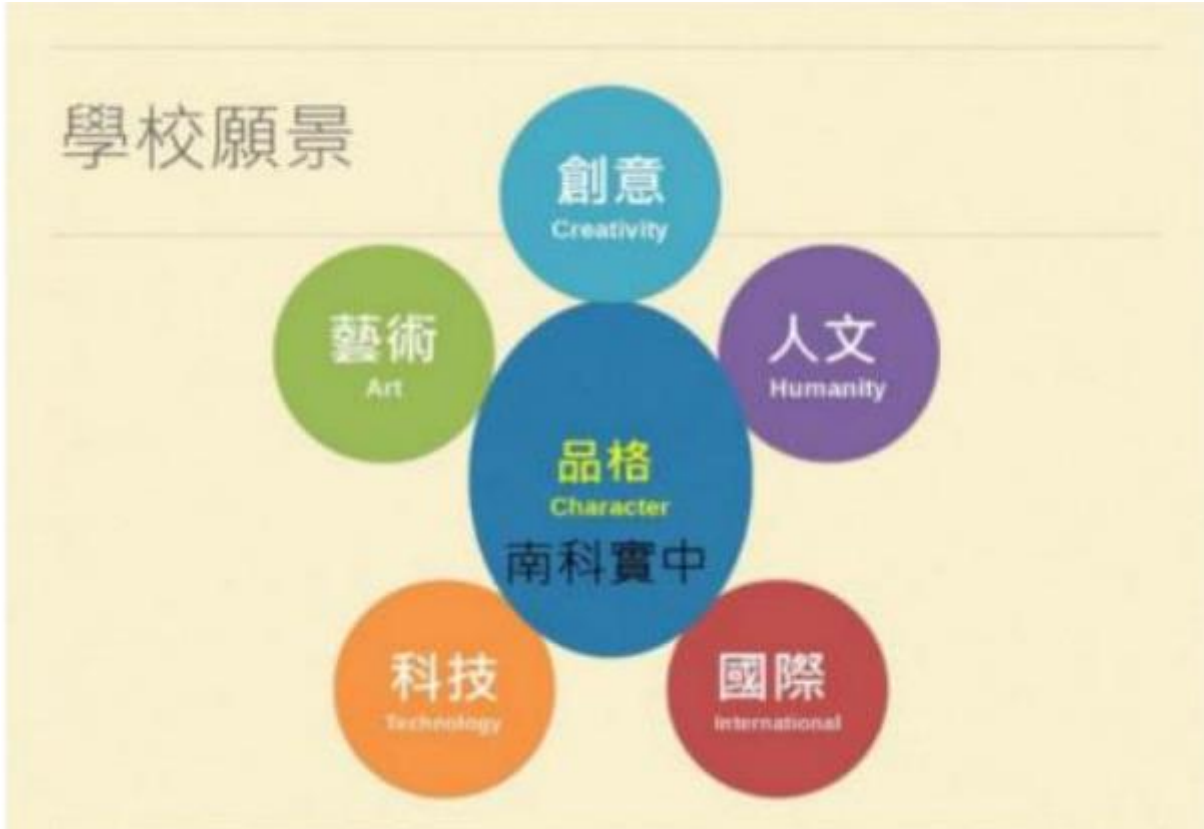 學校願景
創意
Creativity
藝術
Art
人文
Humanity
品格
Character
南科實中
科技
Technology
國際
International